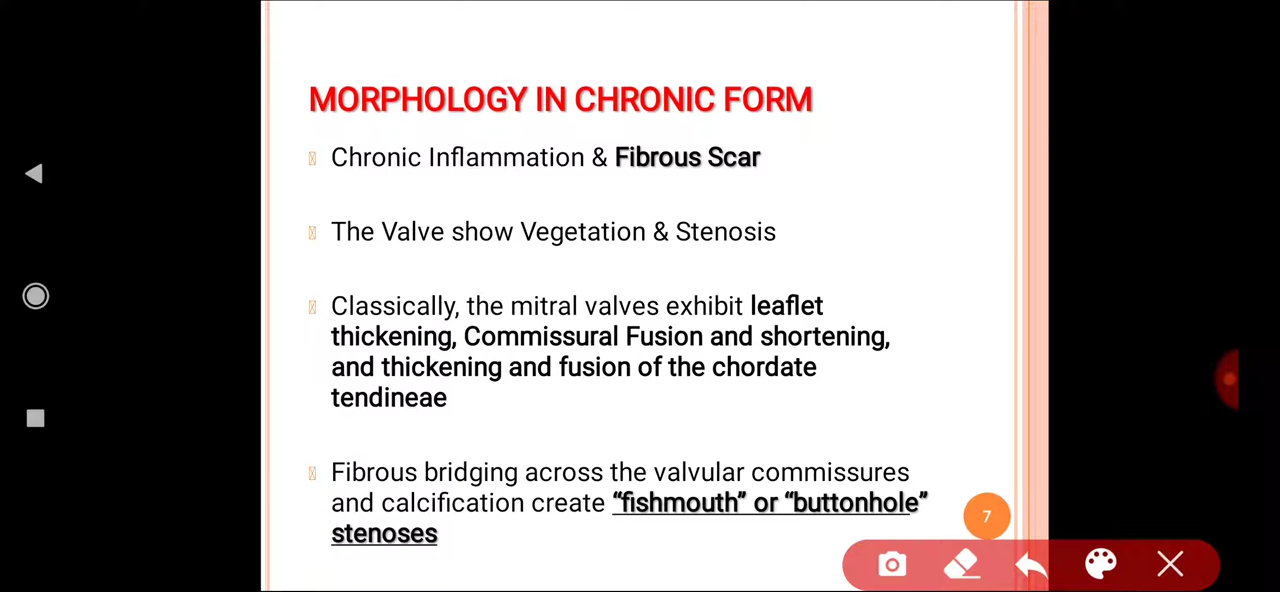 MORPHOLOGY IN CHRONIC FORM
Chronic Inflammation & Fibrous Scar
The Valve show Vegetation & Stenosis
Classically, the mitral valves exhibit leaflet
thickening, Commissural Fusion and shortening,
and thickening and fusion of the chordate
tendineae
Fibrous bridging across the valvular commissures
and calcification create “fishmouth” or “buttonhole”
stenoses
7